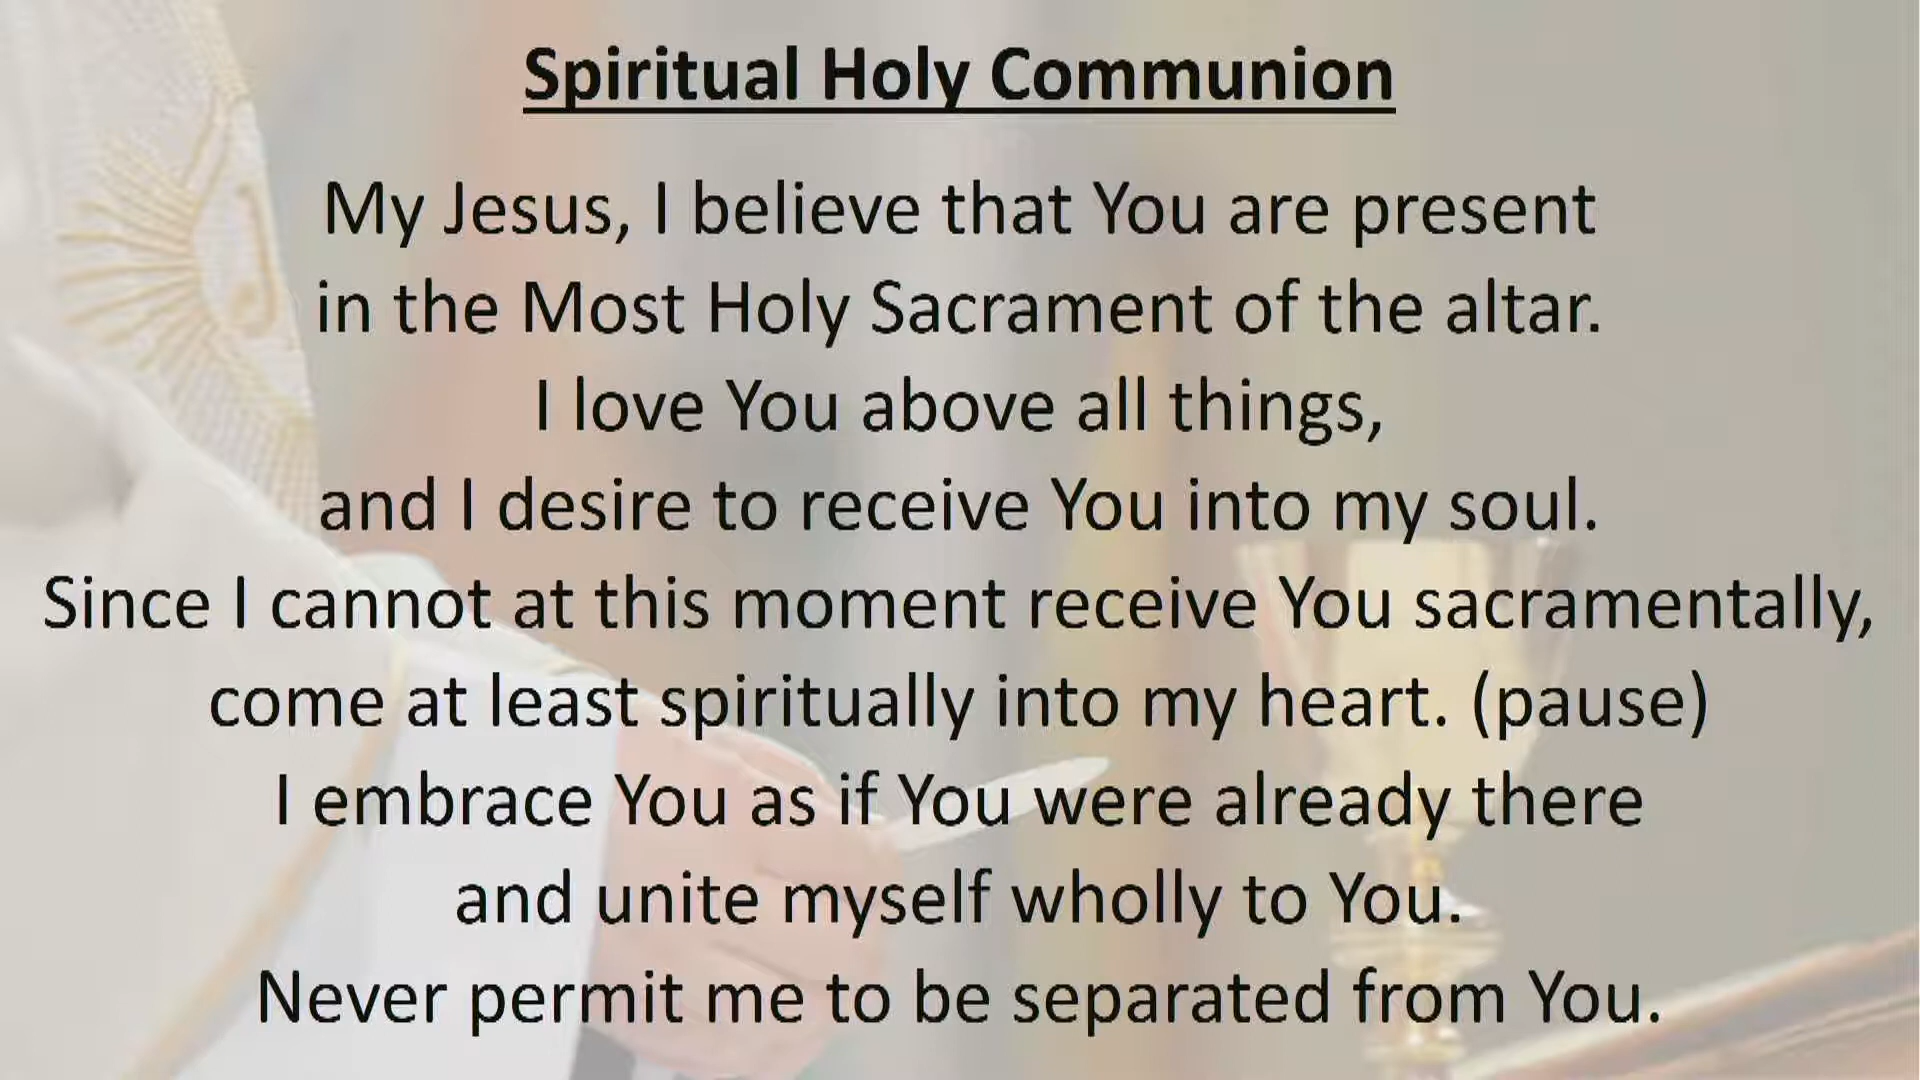 Spiritual Holy Communion
My Jesus, I believe that You are present
in the Most Holy Sacrament of the altar.
I love You above all things,
and I desire to receive You into my soul.
Since I cannot at this moment receive You sacramentally,
come at least spiritually into my heart. (pause)
I embrace You as if You were already there
and unite myself wholly to You.
Never permit me to be separated from You.